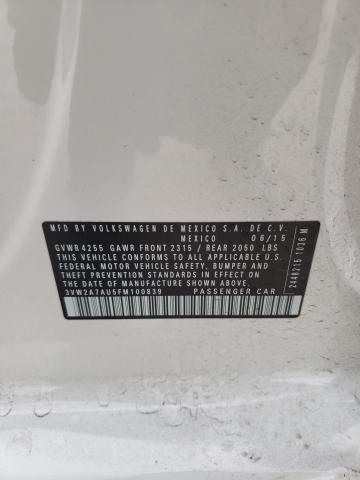 MFD BY VOLKSWAGEN DE MEXICO S.A. DE C.V.
MEXICO 06/15
GVWR 4255 GAWR FRONT 2315 / REAR 2050 LBS
THIS VEHICLE CONFORMS TO ALL APPLICABLE U.S.
FEDERAL MOTOR VEHICLE SAFETY, BUMPER AND
THEFT PREVENTION STANDARDS IN EFFECT ON THE
DATE OF MANUFACTURE SHOWN ABOVE.
3VW2A7AU5FM100839 PASSENGER CAR
2448215 1036 M